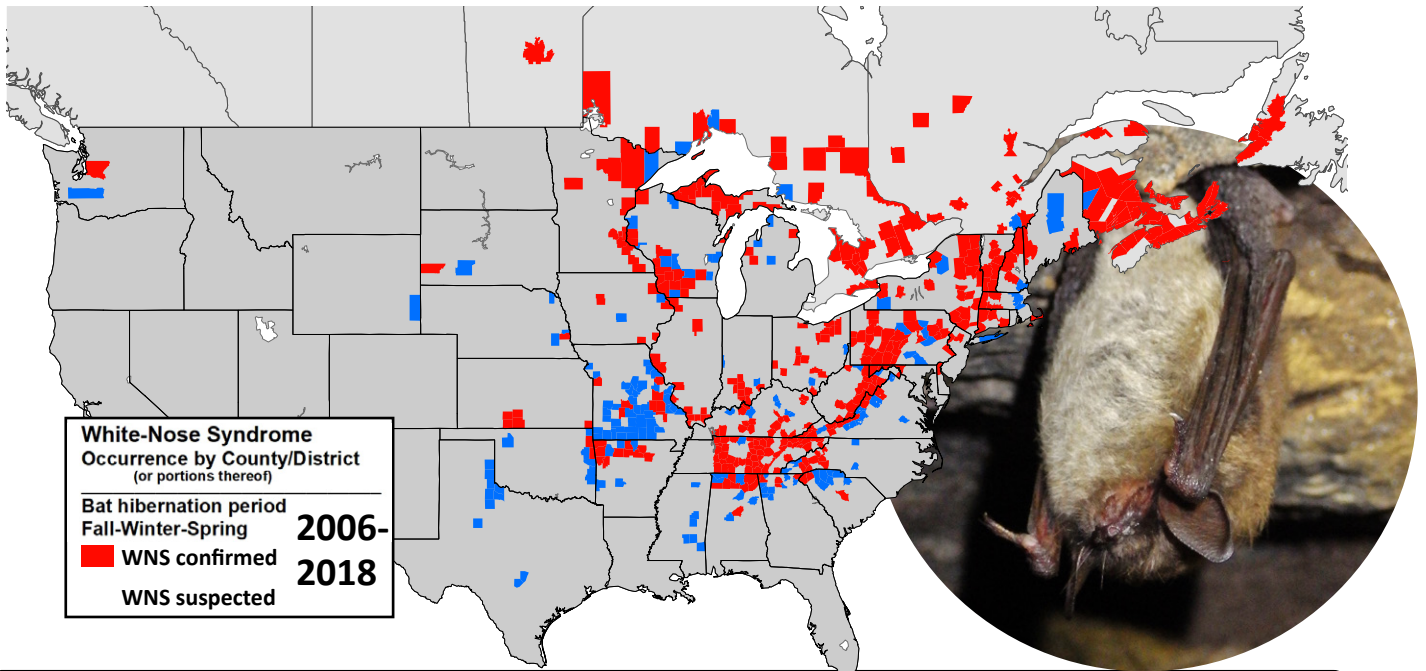 White-Nose Syndrome
Occurrence by County/District
(or portions thereof)
Bat hibernation period
Fall-Winter-Spring
2006-
2018
WNS confirmed
WNS suspected